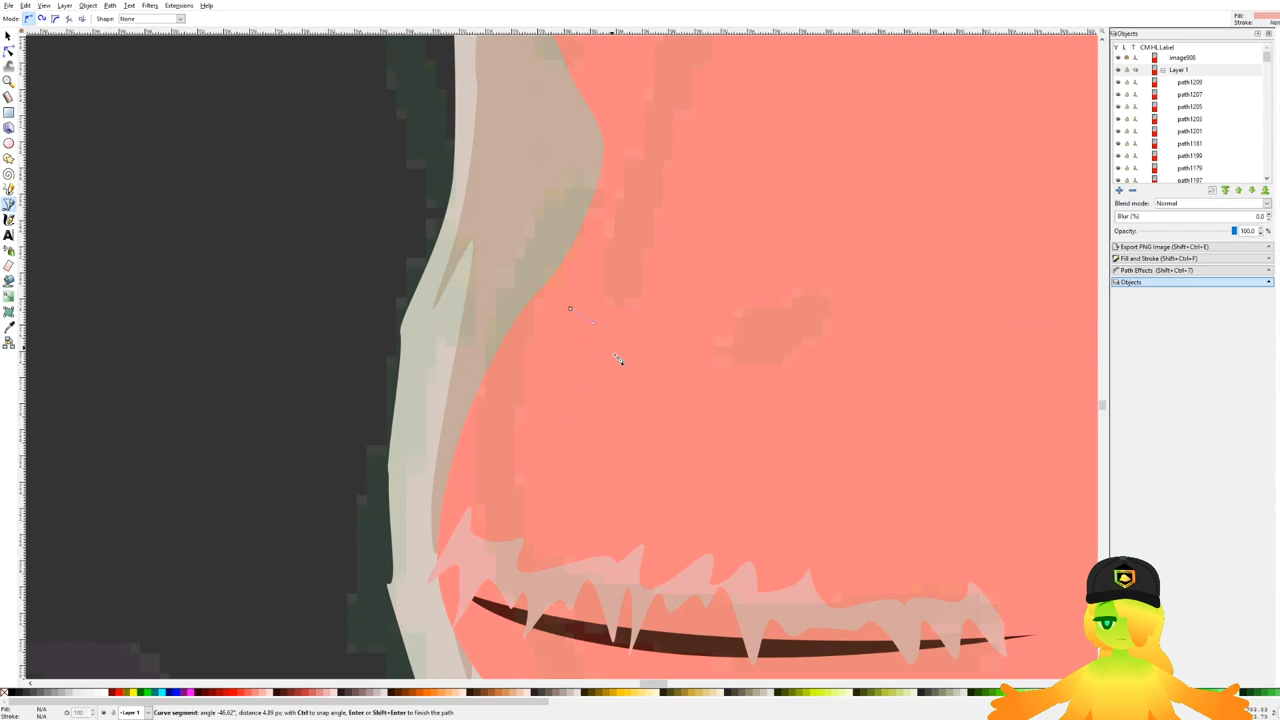 File Edit View Layer Object Path Text Filters Extensions Help
Mode: Shape: None
Fill:
Stroke:
Objects
V L T CM HL Label
image908
Layer 1
path1209
path1207
path1205
path1203
path1201
path1181
path1199
path1179
path1197
Blend mode: Normal
Blur (%) 0.0
Opacity: 100.0 %
Export PNG Image (Shift+Ctrl+E)
Fill and Stroke (Shift+Ctrl+F)
Path Effects (Shift+Ctrl+7)
Objects
Fill: N/A
Stroke: N/A
O: 100
Layer 1
Curve segment: angle -46.62°, distance 4.89 px; with Ctrl to snap angle, Enter or Shift+Enter to finish the path